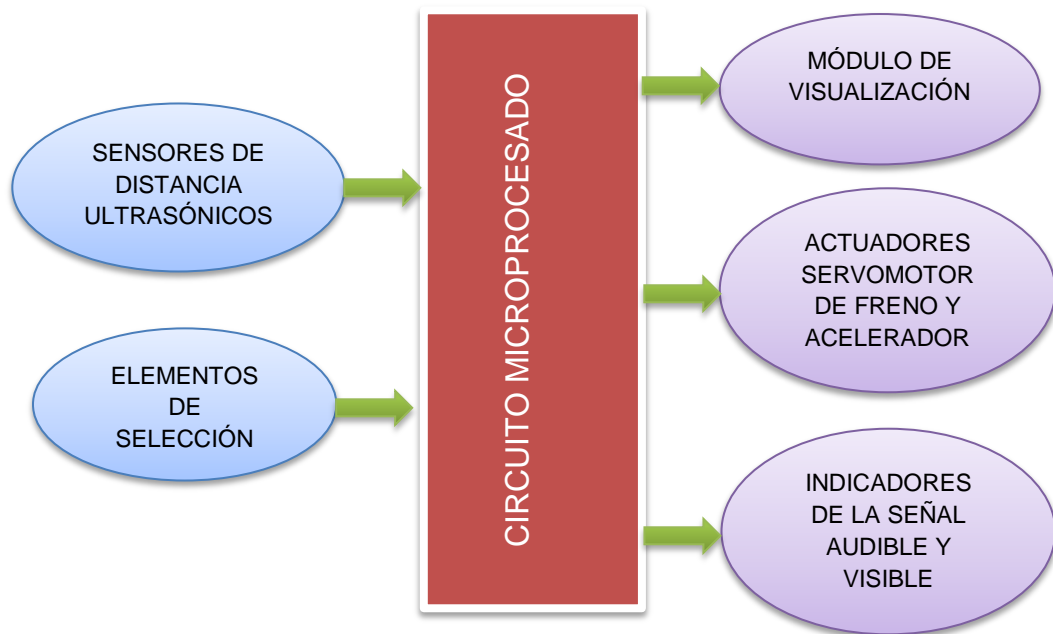 SENSORES DE
DISTANCIA
ULTRASÓNICOS
ELEMENTOS
DE
SELECCIÓN
CIRCUITO MICROPROCESADO
MÓDULO DE
VISUALIZACIÓN
ACTUADORES
SERVOMOTOR
DE FRENO Y
ACELERADOR
INDICADORES
DE LA SEÑAL
AUDIBLE Y
VISIBLE